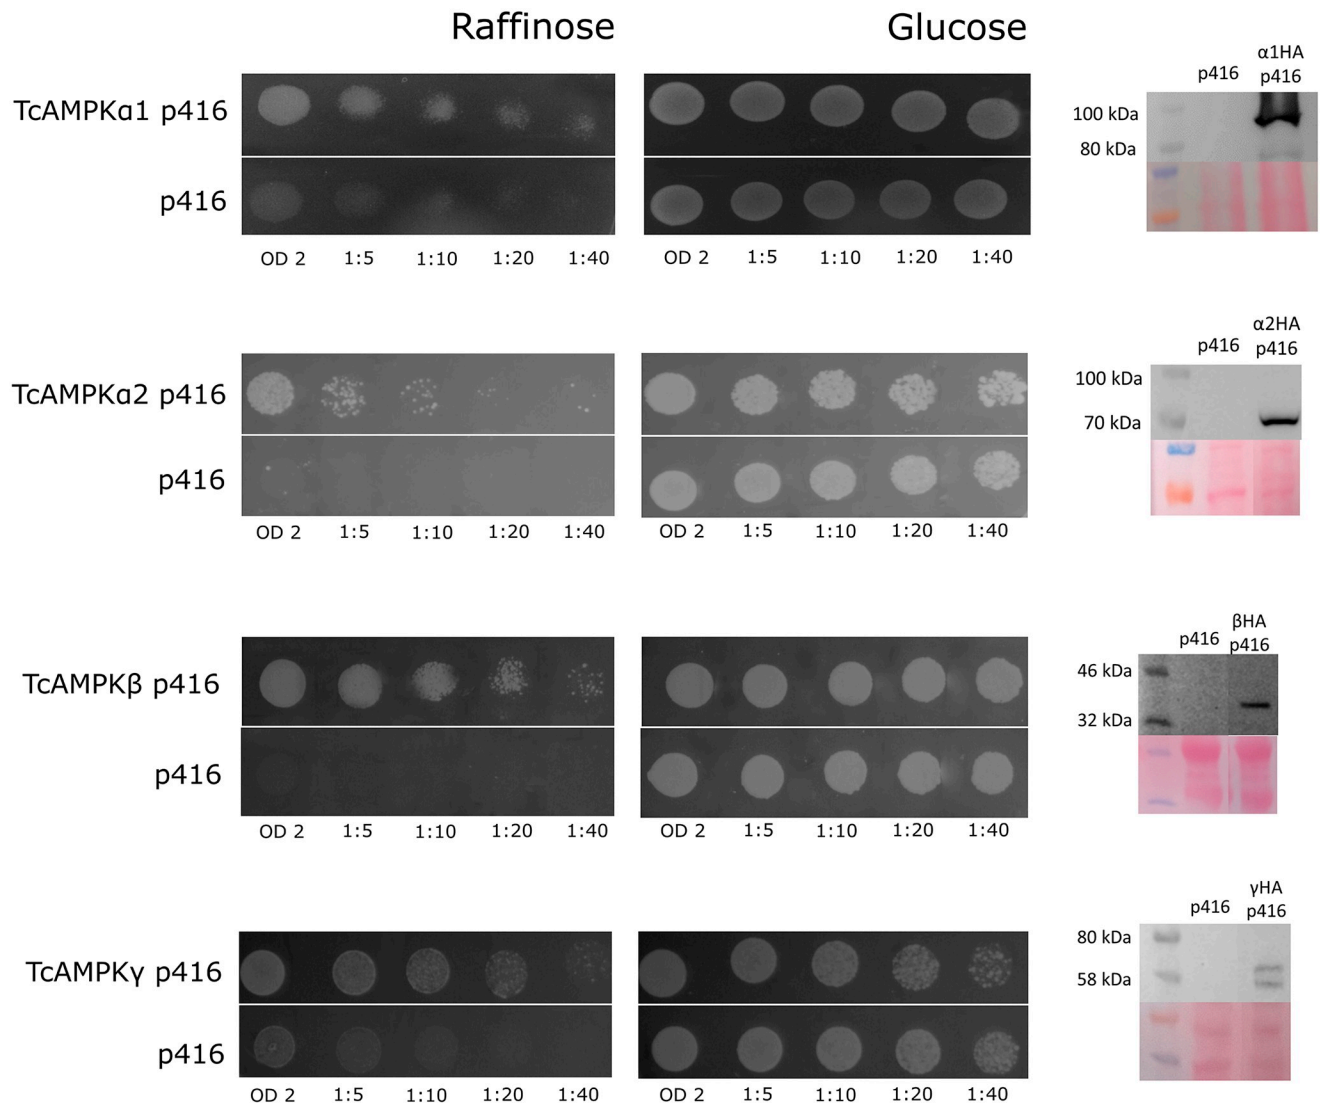 Raffinose
Glucose
TcAMPKα1 p416
p416
OD 2 1:5 1:10 1:20 1:40
OD 2 1:5 1:10 1:20 1:40
p416
α1HA
p416
100 kDa
80 kDa
TcAMPKα2 p416
p416
OD 2 1:5 1:10 1:20 1:40
OD 2 1:5 1:10 1:20 1:40
p416
α2HA
p416
100 kDa
70 kDa
TcAMPKβ p416
p416
OD 2 1:5 1:10 1:20 1:40
OD 2 1:5 1:10 1:20 1:40
p416
βHA
p416
46 kDa
32 kDa
TcAMPKγ p416
p416
OD 2 1:5 1:10 1:20 1:40
OD 2 1:5 1:10 1:20 1:40
p416
γHA
p416
80 kDa
58 kDa